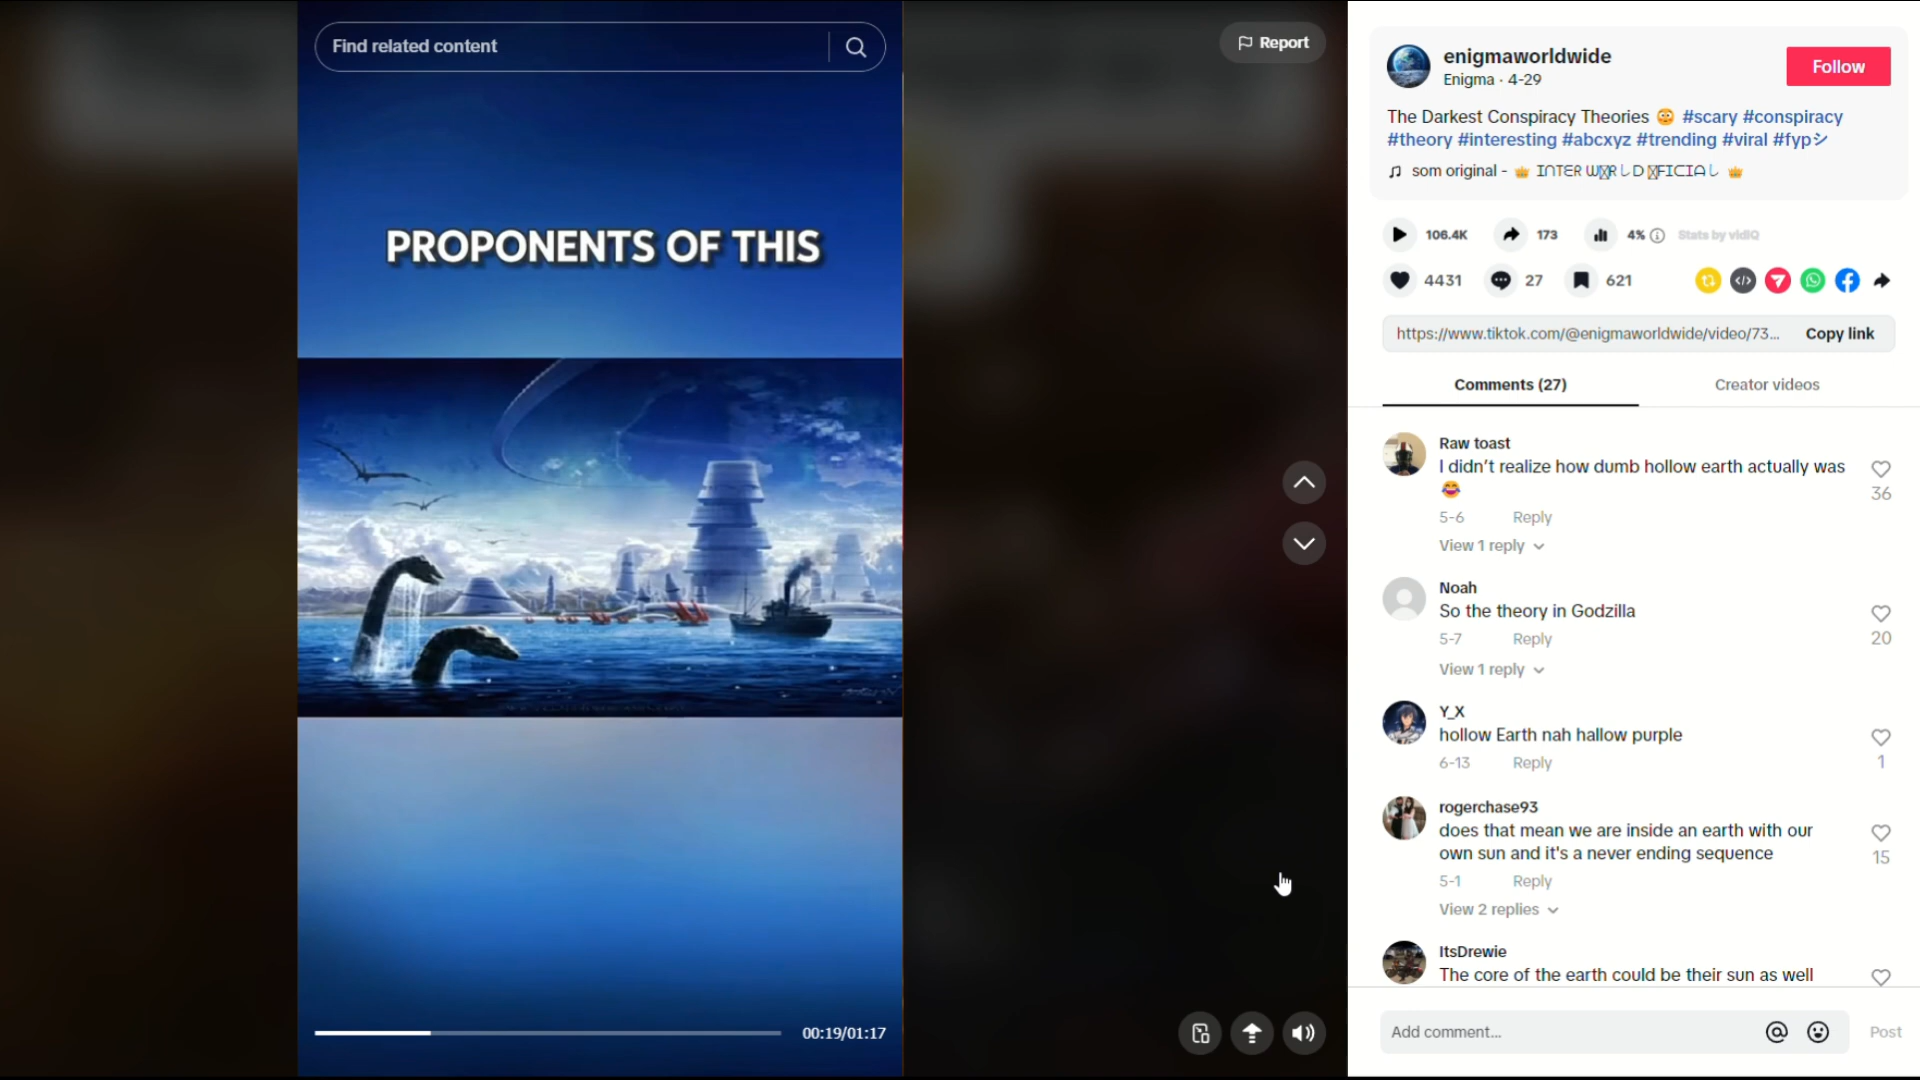 Find related content
Report
PROPONENTS OF THIS
00:19/01:17
enigmaworldwide
Enigma · 4-29
Follow
The Darkest Conspiracy Theories 😳 #scary #conspiracy
#theory #interesting #abcxyz #trending #viral #fypシ
som original - 👑
106.4K
173
4%
Stats by vidIQ
4431
27
621
https://www.tiktok.com/@enigmaworldwide/video/73...
Copy link
Comments (27)
Creator videos
Raw toast
I didn't realize how dumb hollow earth actually was
😂
36
5-6 Reply
View 1 reply
Noah
So the theory in Godzilla
20
5-7 Reply
View 1 reply
Y_X
hollow Earth nah hallow purple
1
6-13 Reply
rogerchase93
does that mean we are inside an earth with our
own sun and it's a never ending sequence
15
5-1 Reply
View 2 replies
ItsDrewie
The core of the earth could be their sun as well
Add comment...
Post